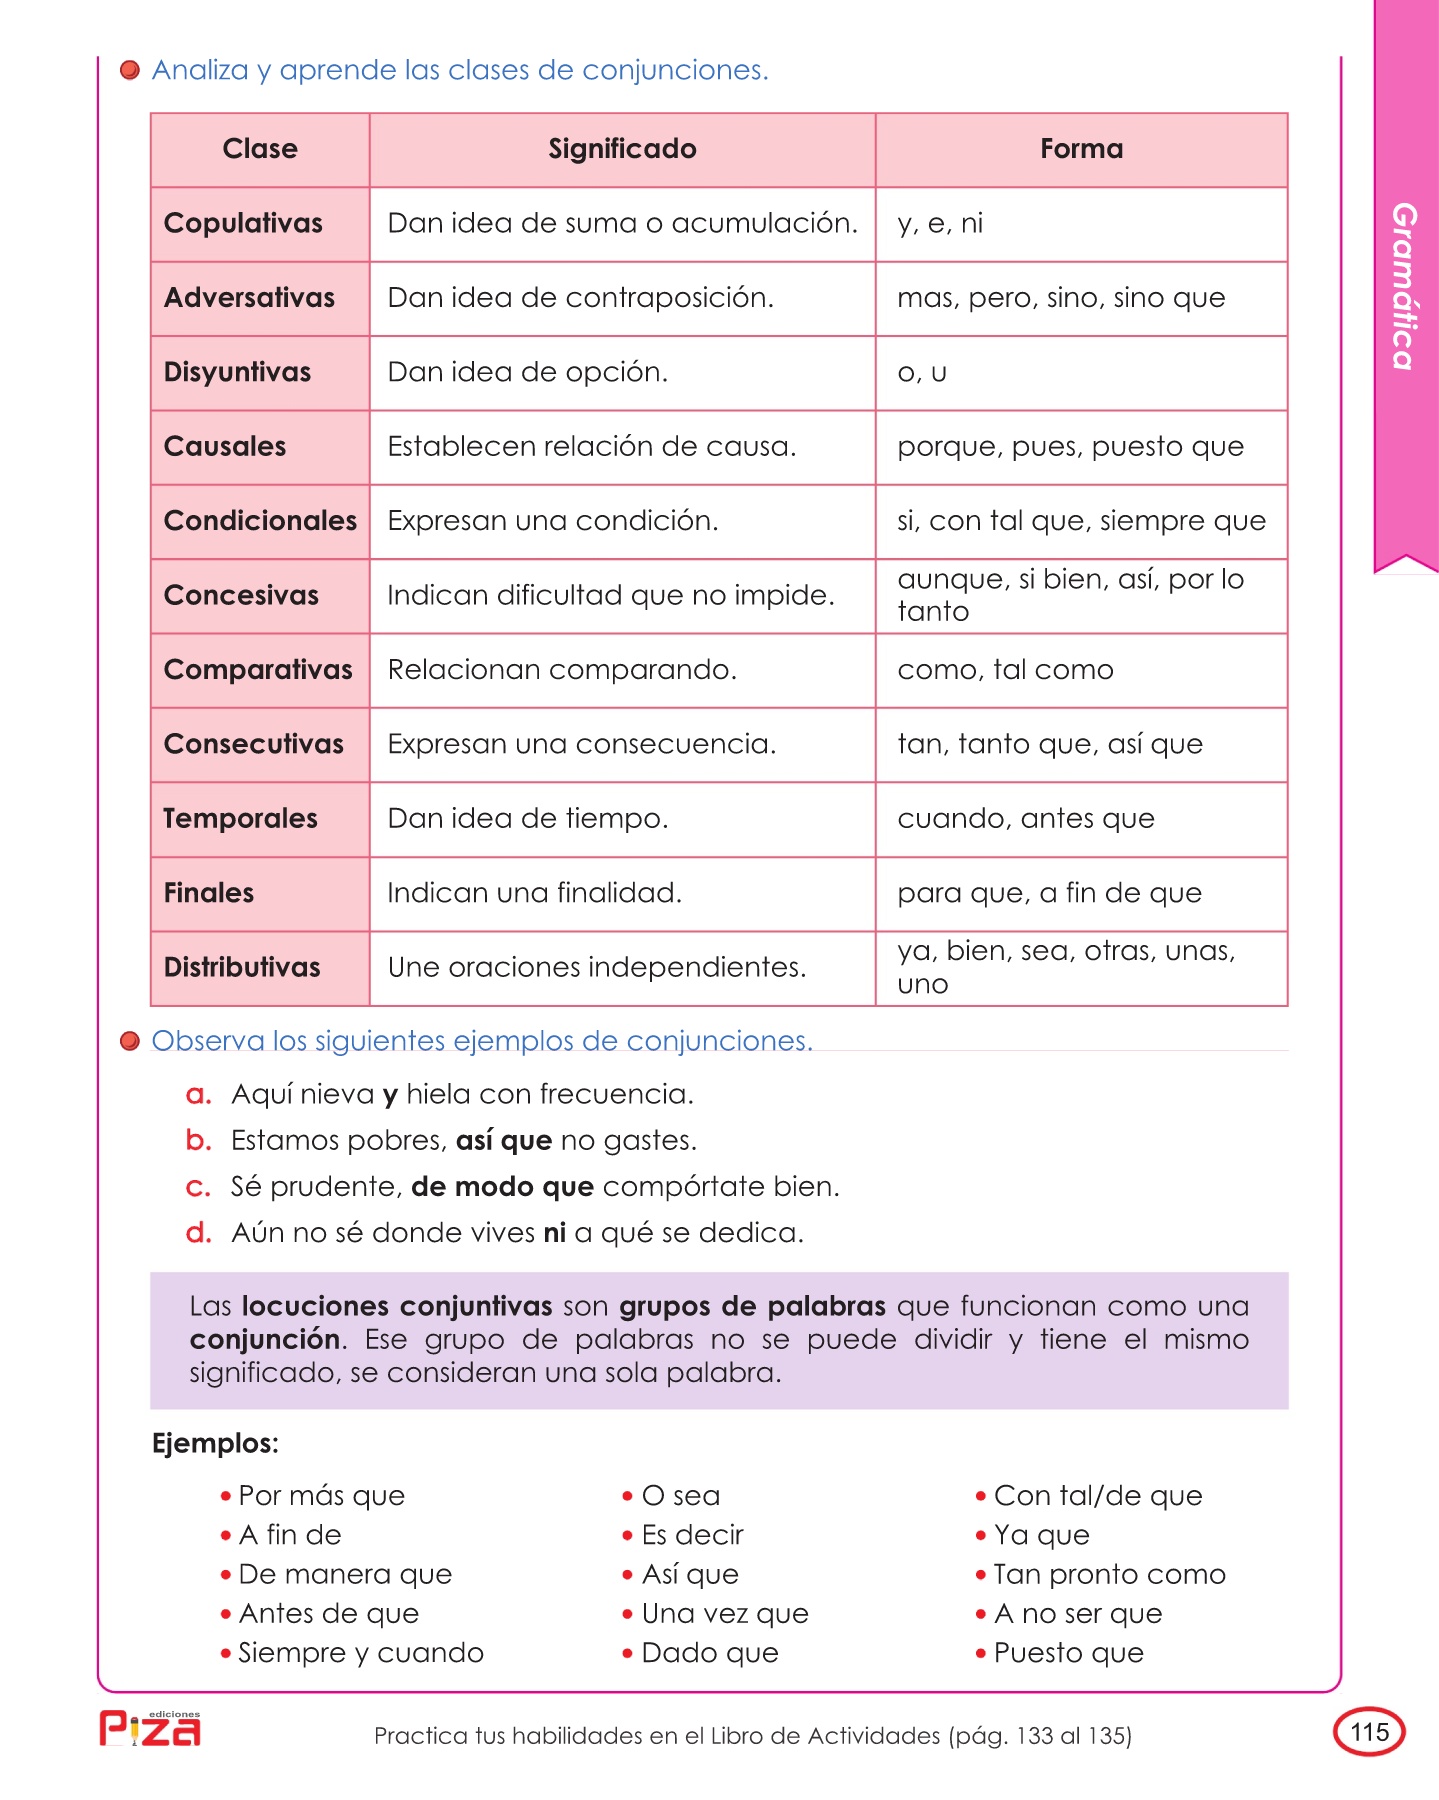 Analiza y aprende las clases de conjunciones.
Clase Significado Forma
Copulativas Dan idea de suma o acumulación. y, e, ni
Adversativas Dan idea de contraposición. mas, pero, sino, sino que
Disyuntivas Dan idea de opción. o, u
Causales Establecen relación de causa. porque, pues, puesto que
Condicionales Expresan una condición. si, con tal que, siempre que
Concesivas Indican dificultad que no impide. aunque, si bien, así, por lo
tanto
Comparativas Relacionan comparando. como, tal como
Consecutivas Expresan una consecuencia. tan, tanto que, así que
Temporales Dan idea de tiempo. cuando, antes que
Finales Indican una finalidad. para que, a fin de que
Distributivas Une oraciones independientes. ya, bien, sea, otras, unas,
uno
Gramática
Observa los siguientes ejemplos de conjunciones.
a. Aquí nieva y hiela con frecuencia.
b. Estamos pobres, así que no gastes.
c. Sé prudente, de modo que compórtate bien.
d. Aún no sé donde vives ni a qué se dedica.
Las locuciones conjuntivas son grupos de palabras que funcionan como una
conjunción. Ese grupo de palabras no se puede dividir y tiene el mismo
significado, se consideran una sola palabra.
Ejemplos:
• Por más que • O sea • Con tal/de que
• A fin de • Es decir • Ya que
• De manera que • Así que • Tan pronto como
• Antes de que • Una vez que • A no ser que
• Siempre y cuando • Dado que • Puesto que
ediciones
Piza
Practica tus habilidades en el Libro de Actividades (pág. 133 al 135)
115